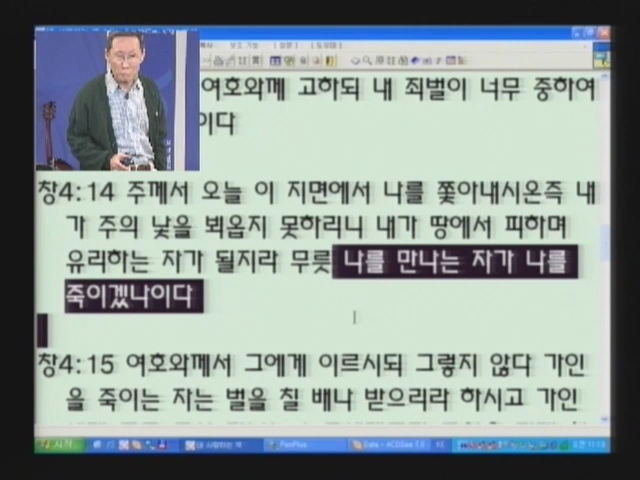 여호와께 고하되 내 죄벌이 너무 중하여
이다
창4:14 주께서 오늘 이 지면에서 나를 쫓아내시온즉 내
가 주의 낯을 뵈옵지 못하리니 내가 땅에서 피하며
유리하는 자가 될지라 무릇 나를 만나는 자가 나를
죽이겠나이다
창4:15 여호와께서 그에게 이르시되 그렇지 않다 가인
을 죽이는 자는 벌을 칠 배나 받으리라 하시고 가인
시작